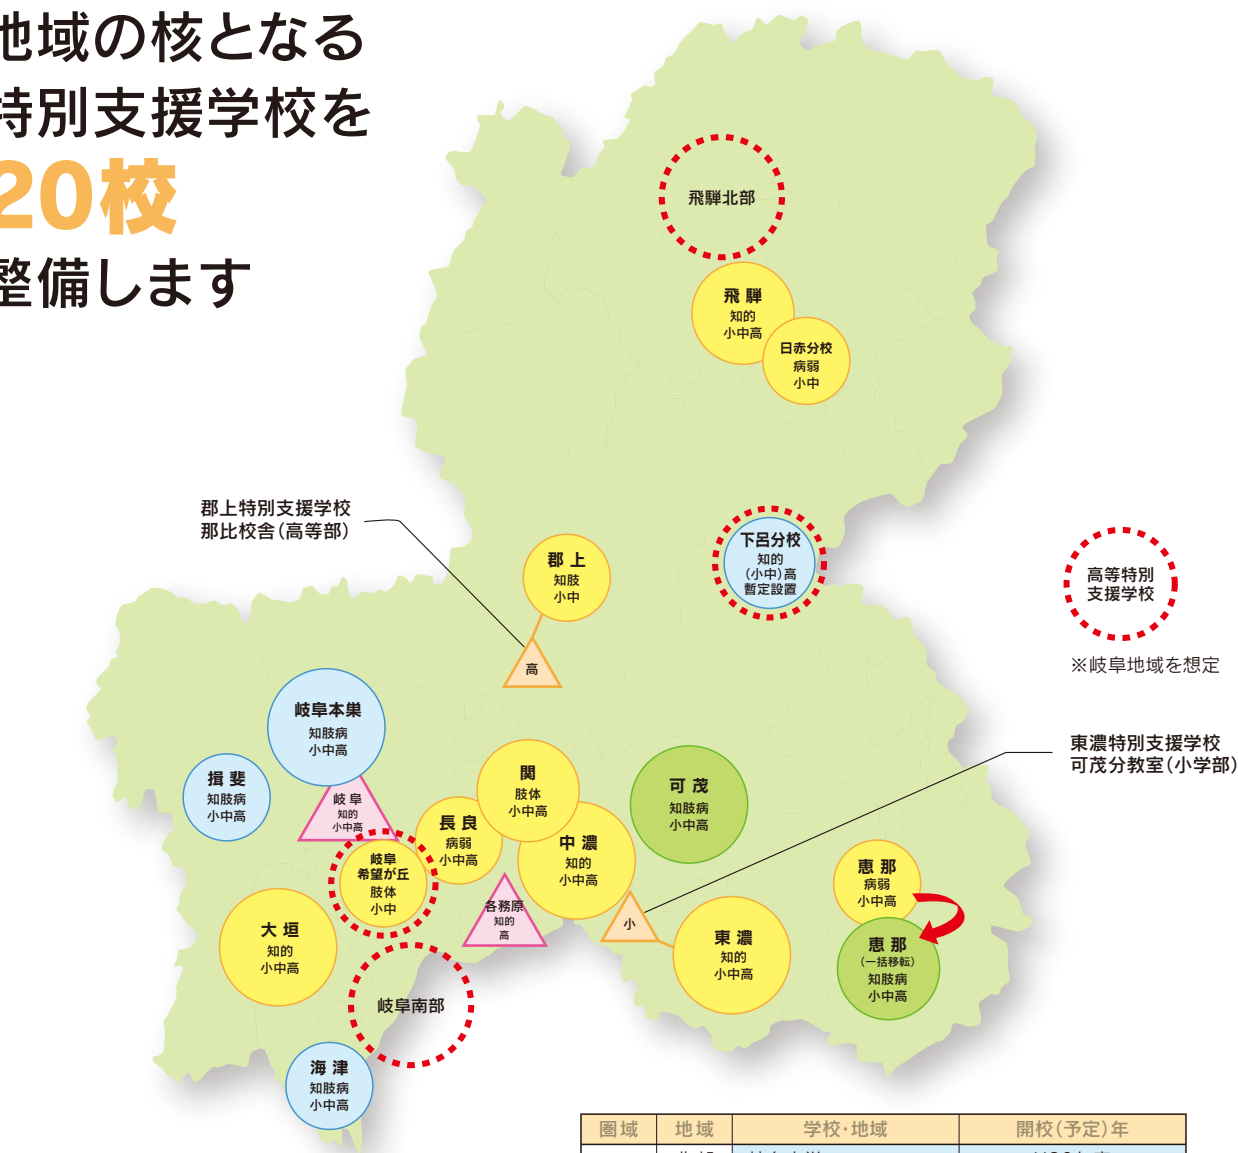 地域の核となる
特別支援学校を
20校
整備します
飛騨北部
飛騨
知的
小中高
日赤分校
病弱
小中
郡上特別支援学校
那比校舎(高等部)
郡上
知肢
小中
高
下呂分校
知的
(小中)高
暫定設置
高等特別
支援学校
※岐阜地域を想定
岐阜本巣
知肢病
小中高
揖斐
知肢病
小中高
岐阜
知的
小中高
関
肢体
小中高
長良
病弱
小中高
中濃
知的
小中高
可茂
知肢病
小中高
東濃特別支援学校
可茂分教室(小学部)
岐阜
希望が丘
肢体
小中
各務原
知的
高
小
恵那
病弱
小中高
大垣
知的
小中高
東濃
知的
小中高
恵那
(一括移転)
知肢病
小中高
岐阜南部
海津
知肢病
小中高
圏域 地域 学校・地域 開校(予定)年